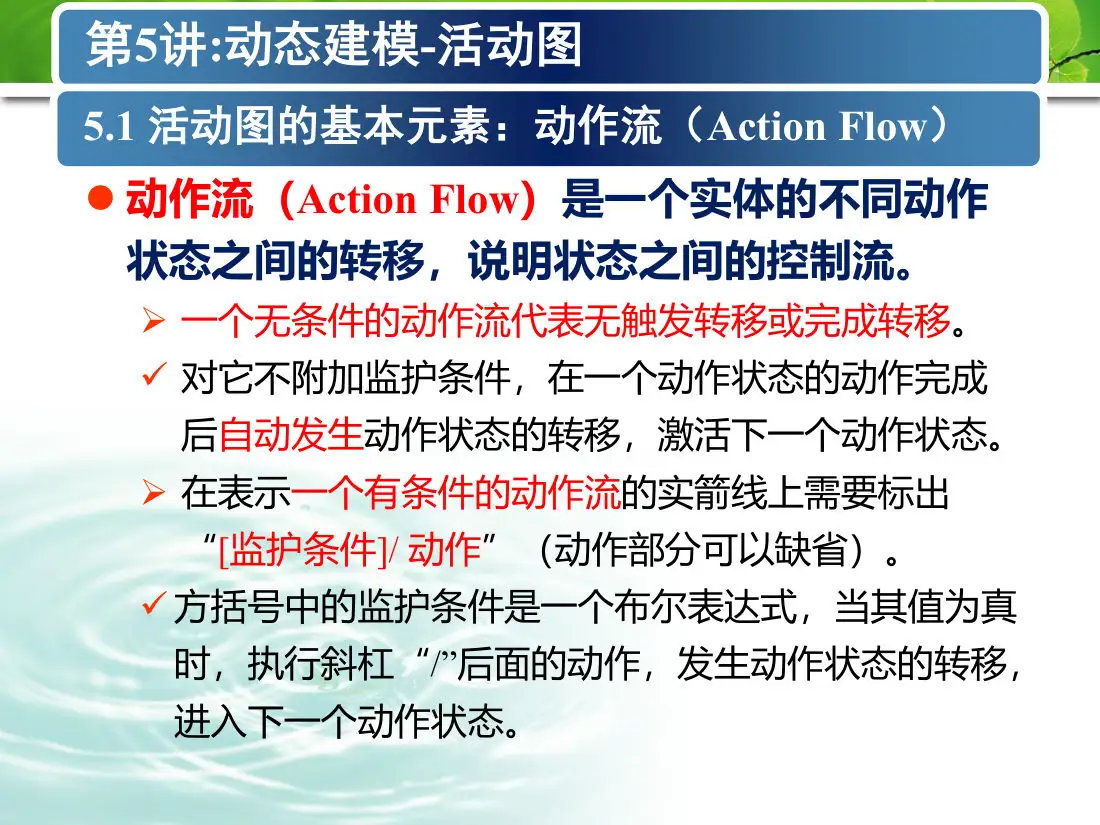 第5讲:动态建模-活动图
5.1 活动图的基本元素：动作流（Action Flow）
动作流（Action Flow）是一个实体的不同动作
状态之间的转移，说明状态之间的控制流。
一个无条件的动作流代表无触发转移或完成转移。
对它不附加监护条件，在一个动作状态的动作完成
后自动发生动作状态的转移，激活下一个动作状态。
在表示一个有条件的动作流的实箭线上需要标出
“[监护条件]/ 动作” （动作部分可以缺省）。
方括号中的监护条件是一个布尔表达式，当其值为真
时，执行斜杠“/”后面的动作，发生动作状态的转移，
进入下一个动作状态。